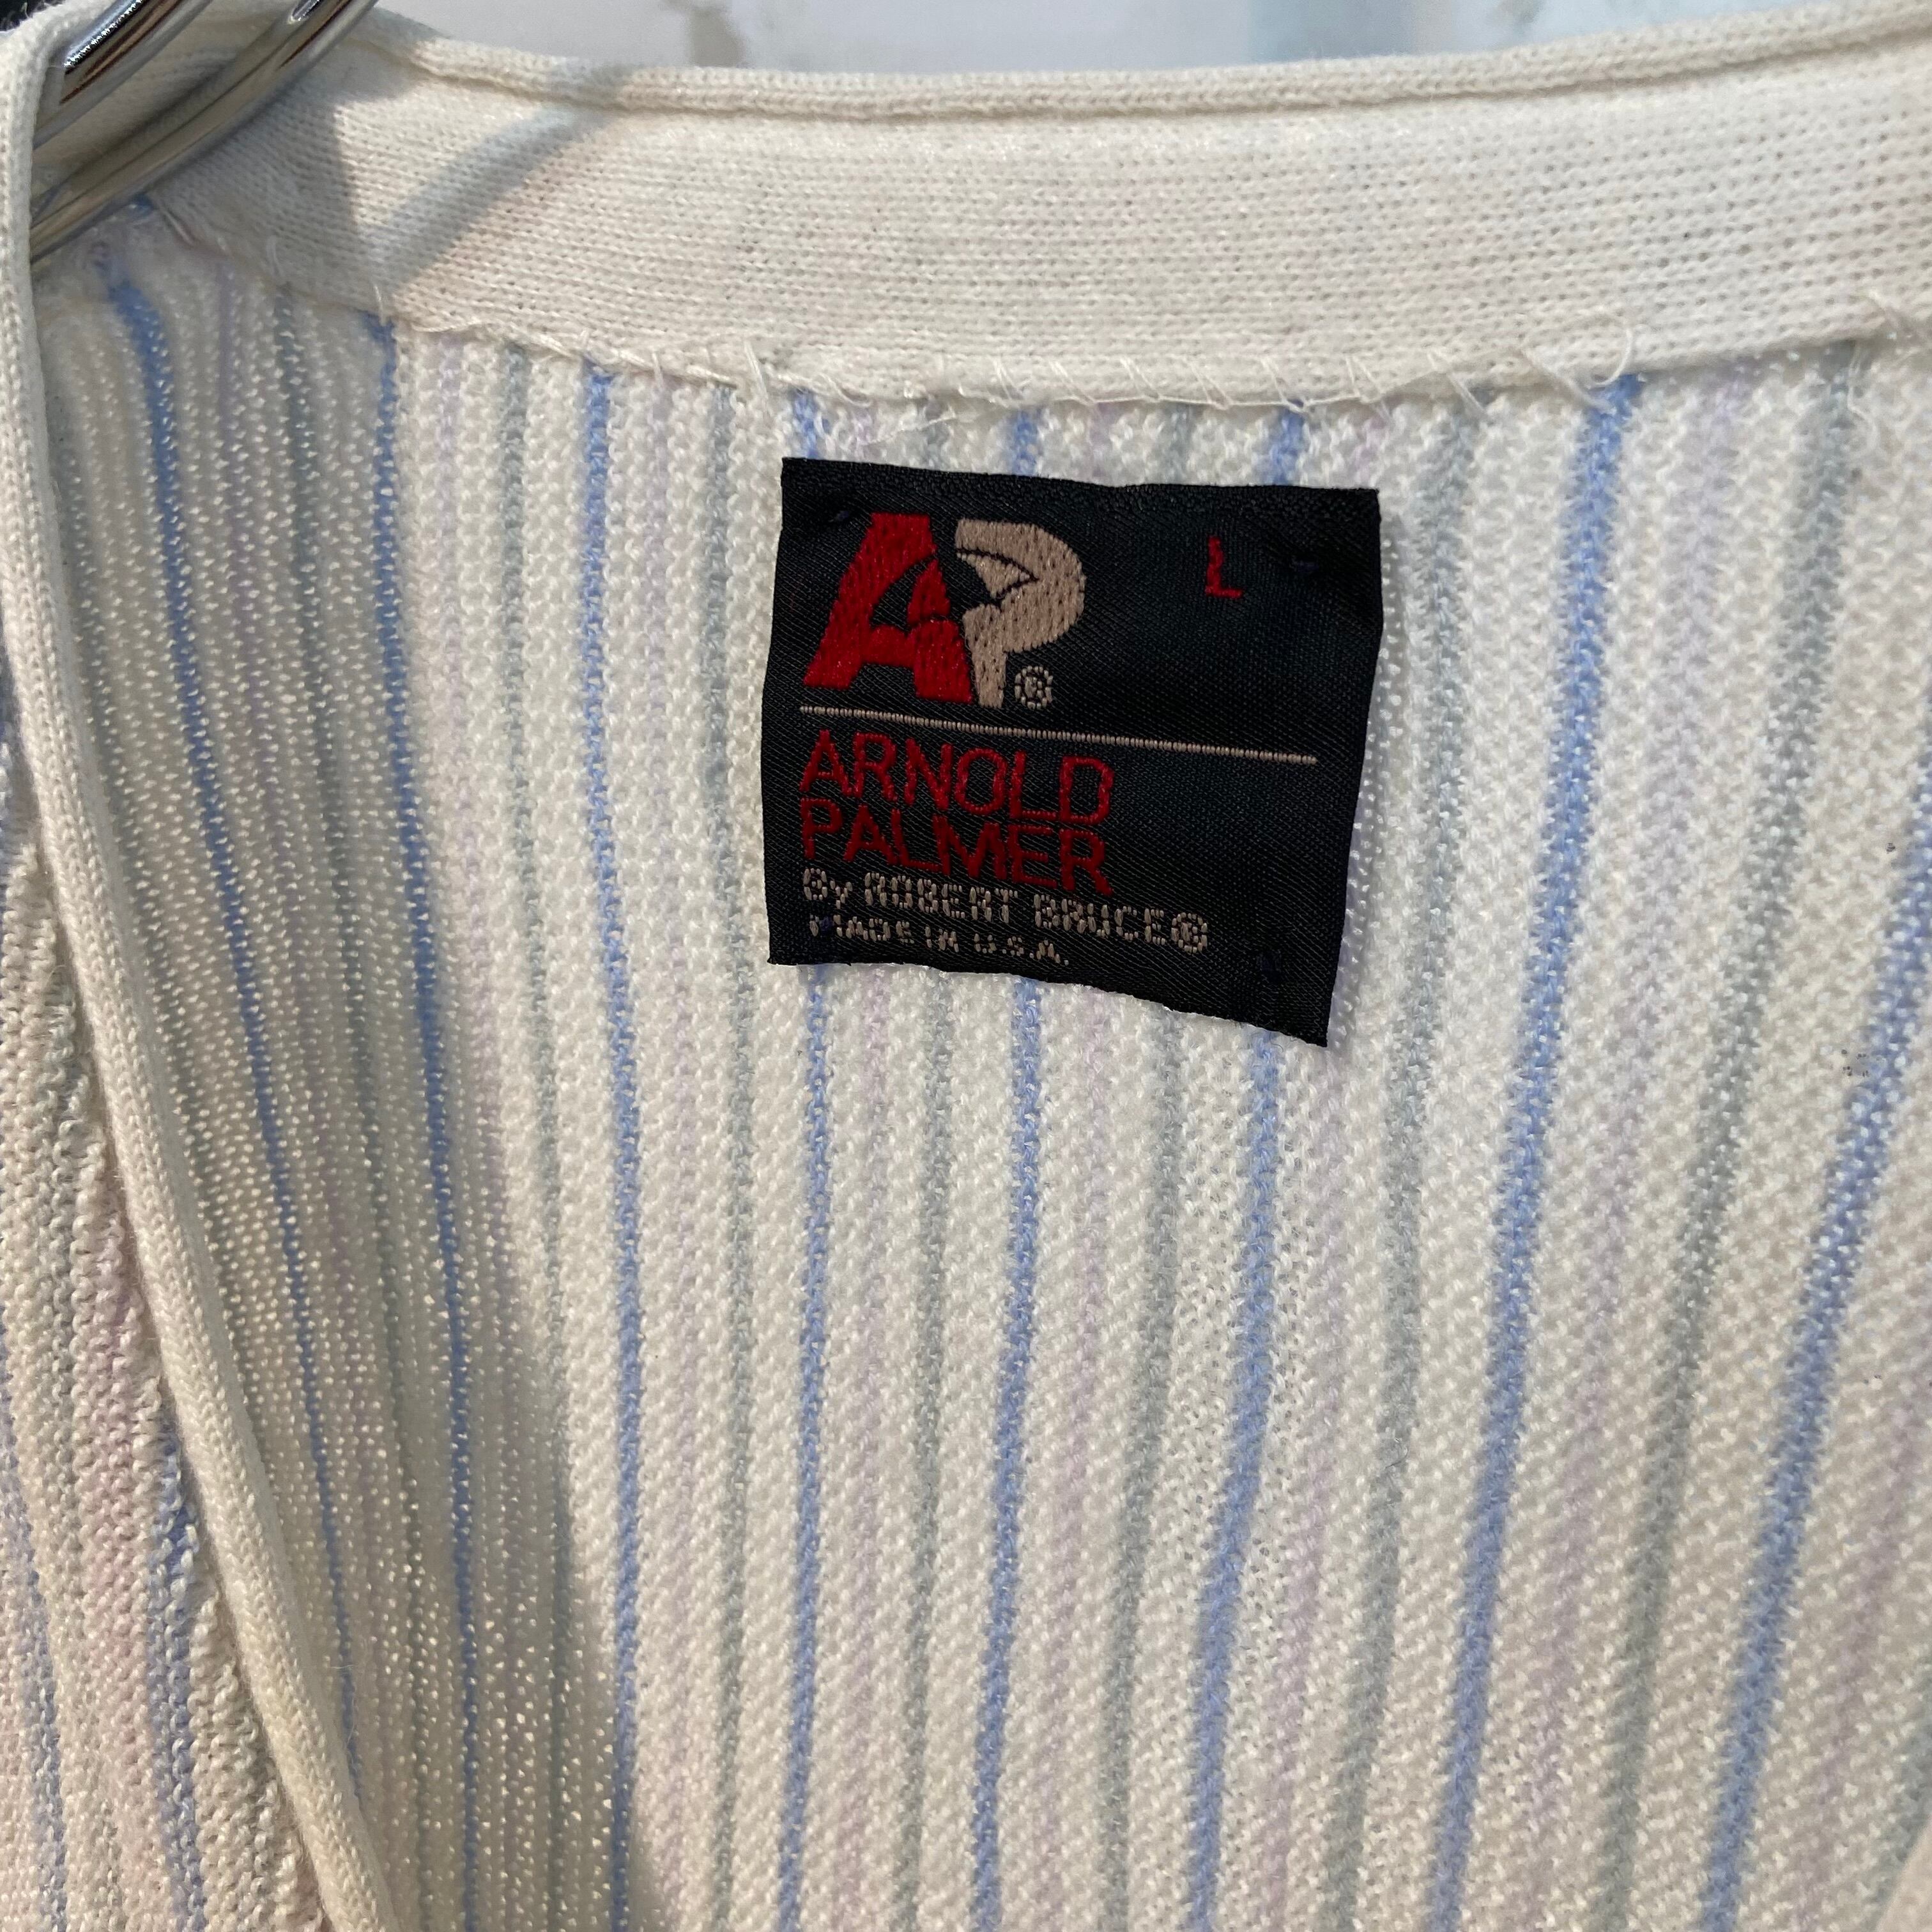 AP® L
ARNOLD
PALMER
By ROBERT BRUCE®
MADE IN U.S.A.